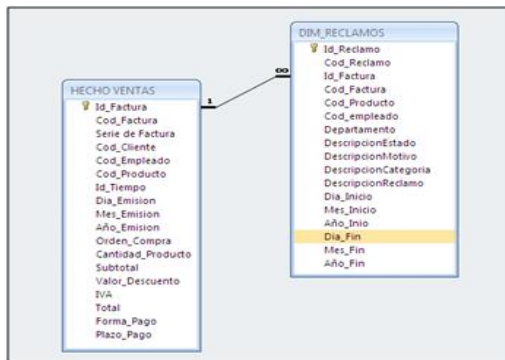 DIM_RECLAMOS
Id_Reclamo
Cod_Reclamo
Id_Factura
Cod_Factura
Cod_Producto
Cod_empleado
Departamento
DescripcionEstado
DescripcionMotivo
DescripcionCategoria
DescripcionReclamo
Dia_Inicio
Mes_Inicio
Año_Inio
Dia_Fin
Mes_Fin
Año_Fin
∞
1
HECHO VENTAS
Id_Factura
Cod_Factura
Serie de Factura
Cod_Cliente
Cod_Empleado
Cod_Producto
Id_Tiempo
Dia_Emision
Mes_Emision
Año_Emision
Orden_Compra
Cantidad_Producto
Subtotal
Valor_Descuento
IVA
Total
Forma_Pago
Plazo_Pago